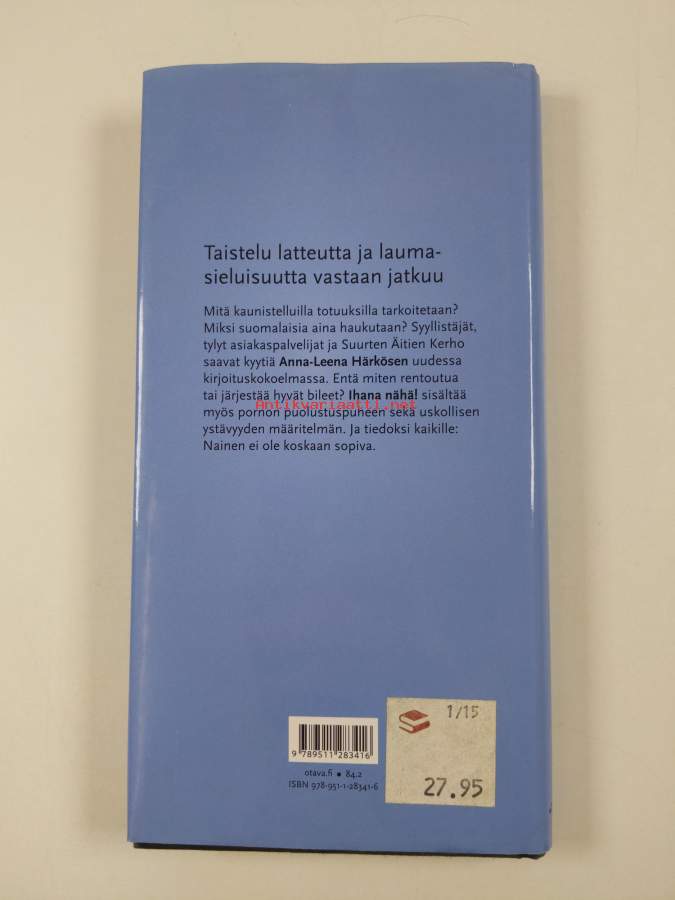 Taistelu latteutta ja lauma-
sieluisuutta vastaan jatkuu
Mitä kaunistelluilla totuuksilla tarkoitetaan?
Miksi suomalaisia aina haukutaan? Syyllistäjät,
tylyt asiakaspalvelijat ja Suurten Äitien Kerho
saavat kyytiä Anna-Leena Härkösen uudessa
kirjoituskokoelmassa. Entä miten rentoutua
tai järjestää hyvät bileet? Ihana nähä! sisältää
Antikvariaatti.net
myös pornon puolustuspuheen sekä uskollisen
ystävyyden määritelmän. Ja tiedoksi kaikille:
Nainen ei ole koskaan sopiva.
9 789511 283416
otava.fi ▪ 84.2
ISBN 978-951-1-28341-6
1/15
27.95